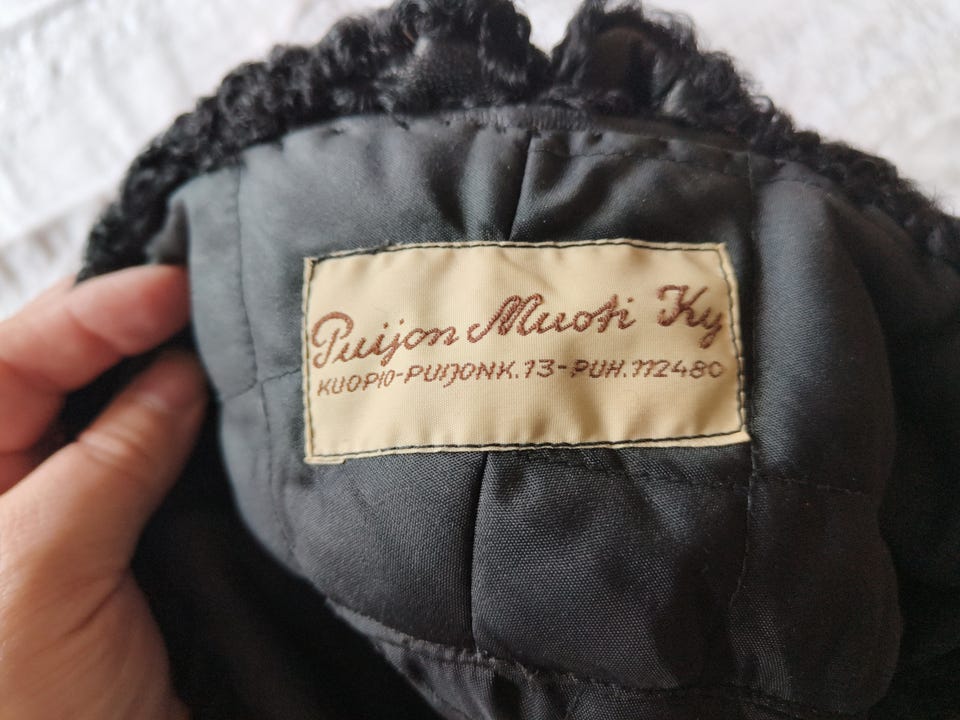 Puijon Muoti Ky
KUOPIO-PUIJONK.13-PUH.112480